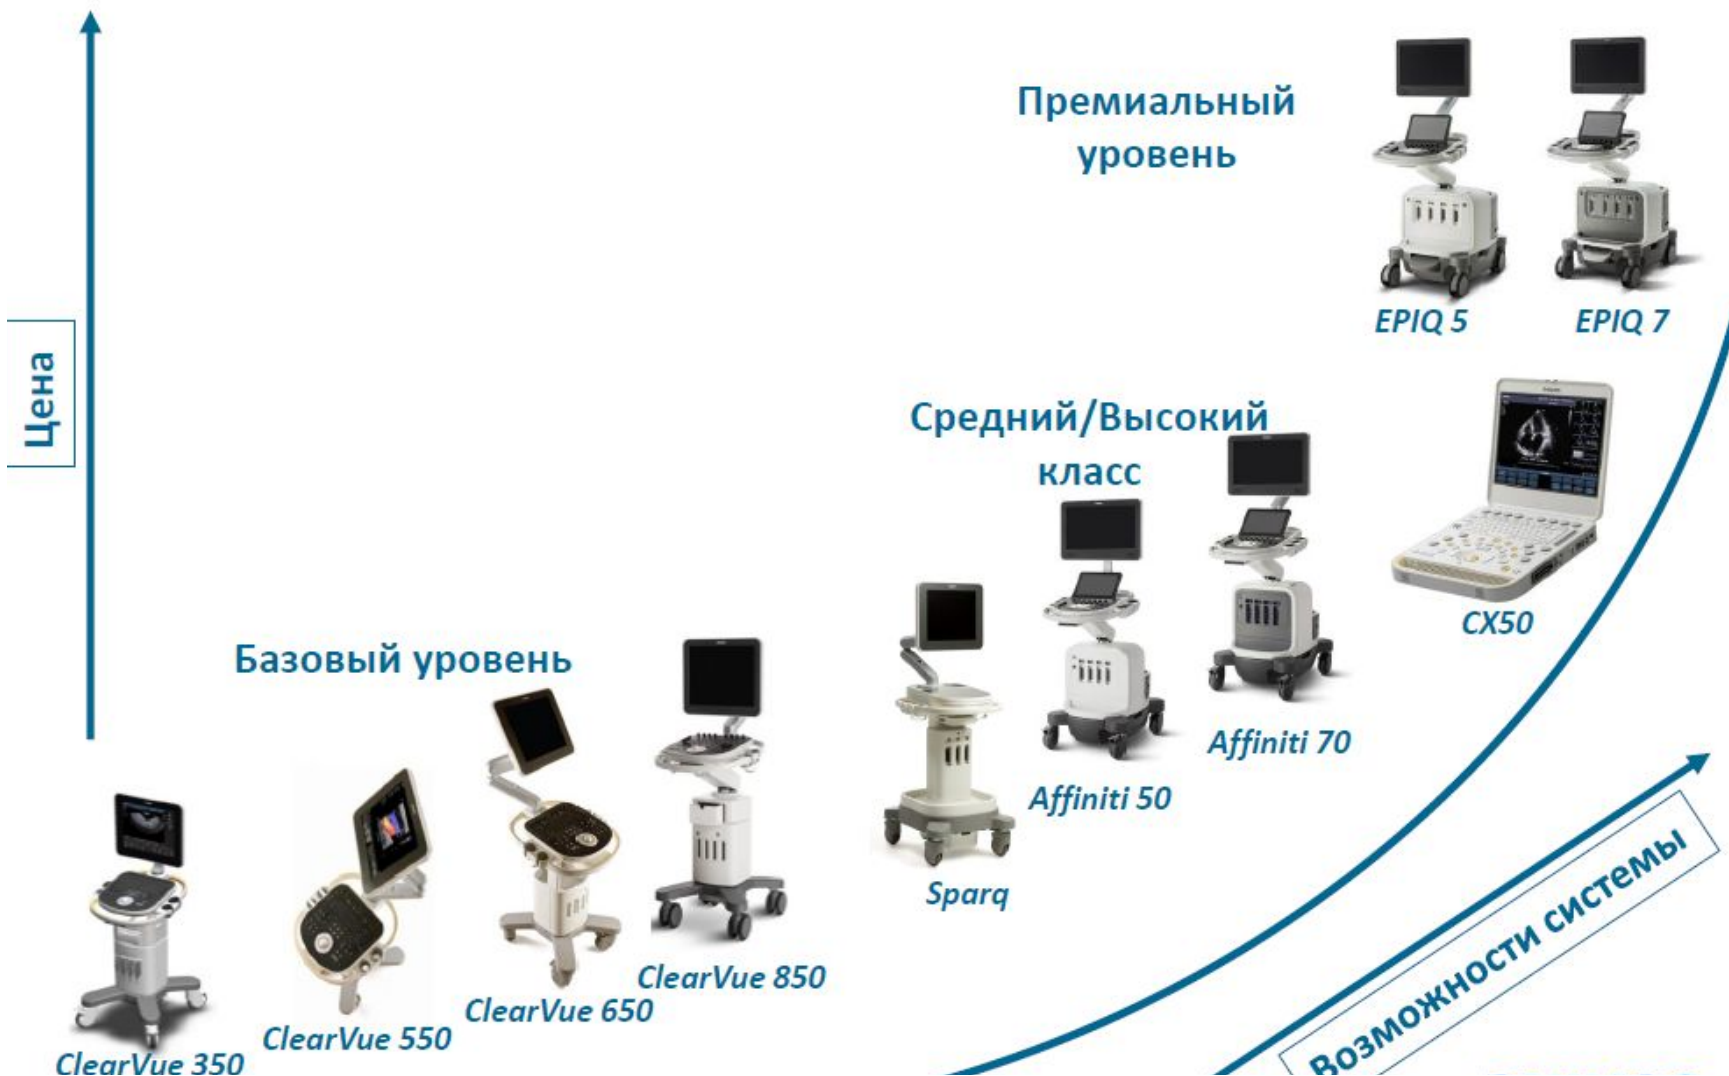 Премиальный
уровень
EPIQ 5
EPIQ 7
Цена
Средний/Высокий
класс
CX50
Базовый уровень
Affiniti 70
Affiniti 50
Sparq
ClearVue 850
ClearVue 650
ClearVue 550
ClearVue 350
Возможности системы